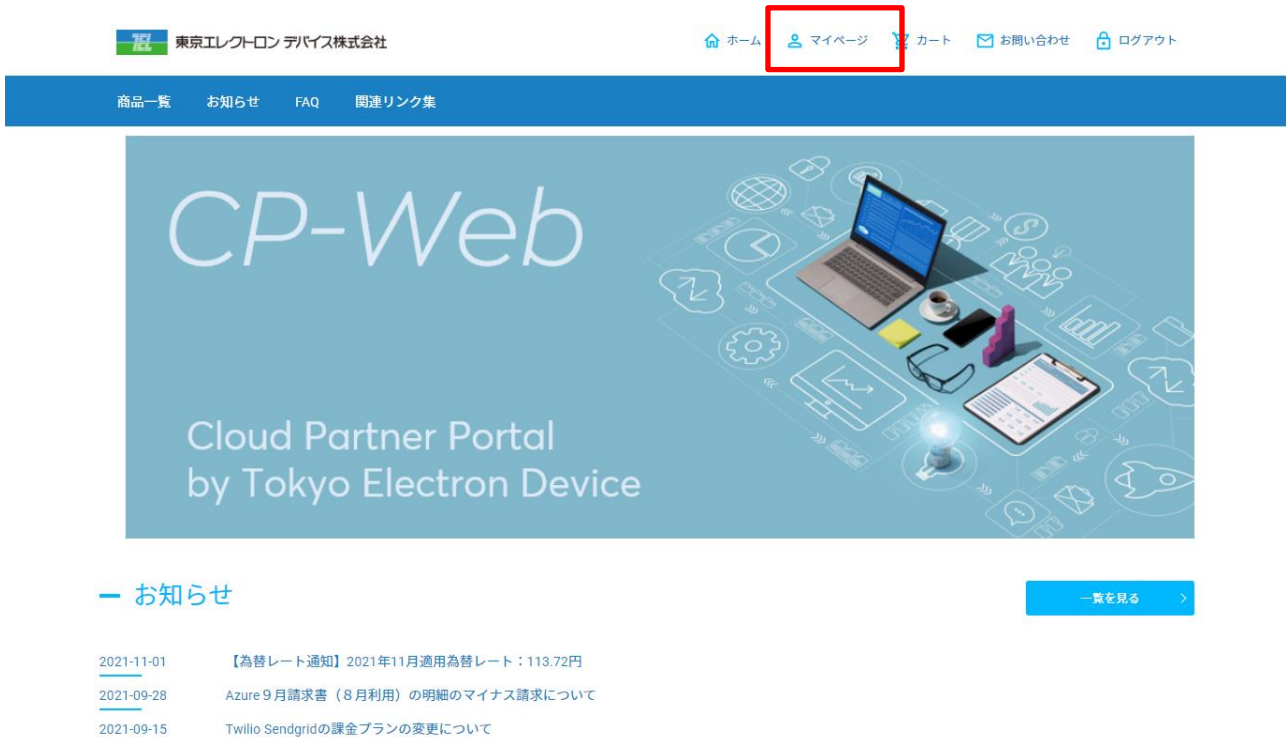 TEL 東京エレクトロン デバイス株式会社
ホーム マイページ カート お問い合わせ ログアウト
商品一覧 お知らせ FAQ 関連リンク集
CP-Web
Cloud Partner Portal
by Tokyo Electron Device
お知らせ
一覧を見る
2021-11-01 【為替レート通知】2021年11月適用為替レート：113.72円
2021-09-28 Azure９月請求書（８月利用）の明細のマイナス請求について
2021-09-15 Twilio Sendgridの課金プランの変更について